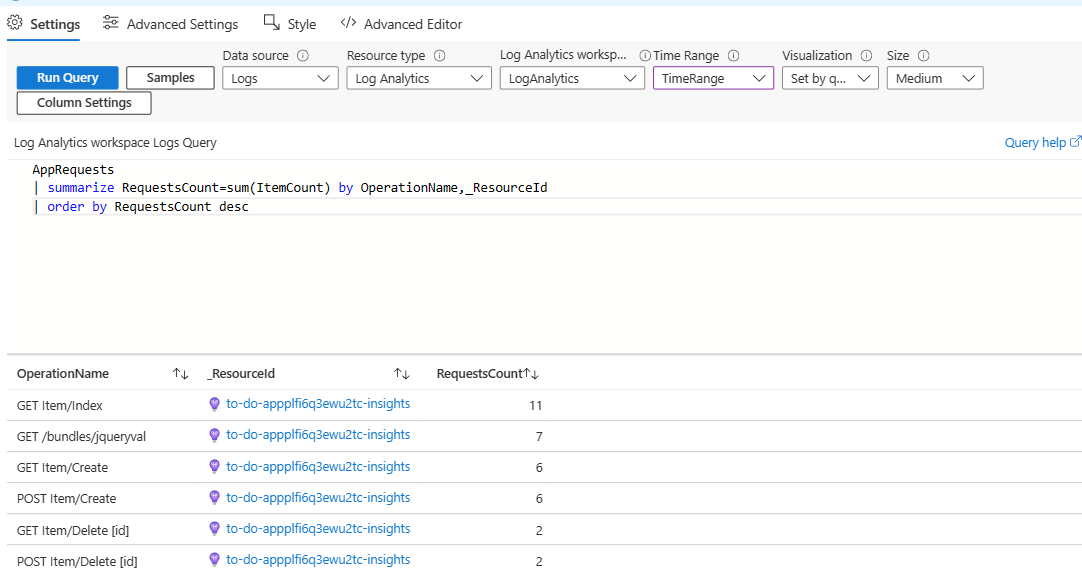 Settings Advanced Settings Style </> Advanced Editor
Data source Resource type Log Analytics worksp... Time Range Visualization Size
Run Query Samples Logs Log Analytics LogAnalytics TimeRange Set by q... Medium
Column Settings
Log Analytics workspace Logs Query Query help
AppRequests
| summarize RequestsCount=sum(ItemCount) by OperationName,_ResourceId
| order by RequestsCount desc
OperationName _ResourceId RequestsCount
GET Item/Index to-do-appplfi6q3ewu2tc-insights 11
GET /bundles/jqueryval to-do-appplfi6q3ewu2tc-insights 7
GET Item/Create to-do-appplfi6q3ewu2tc-insights 6
POST Item/Create to-do-appplfi6q3ewu2tc-insights 6
GET Item/Delete [id] to-do-appplfi6q3ewu2tc-insights 2
POST Item/Delete [id] to-do-appplfi6q3ewu2tc-insights 2